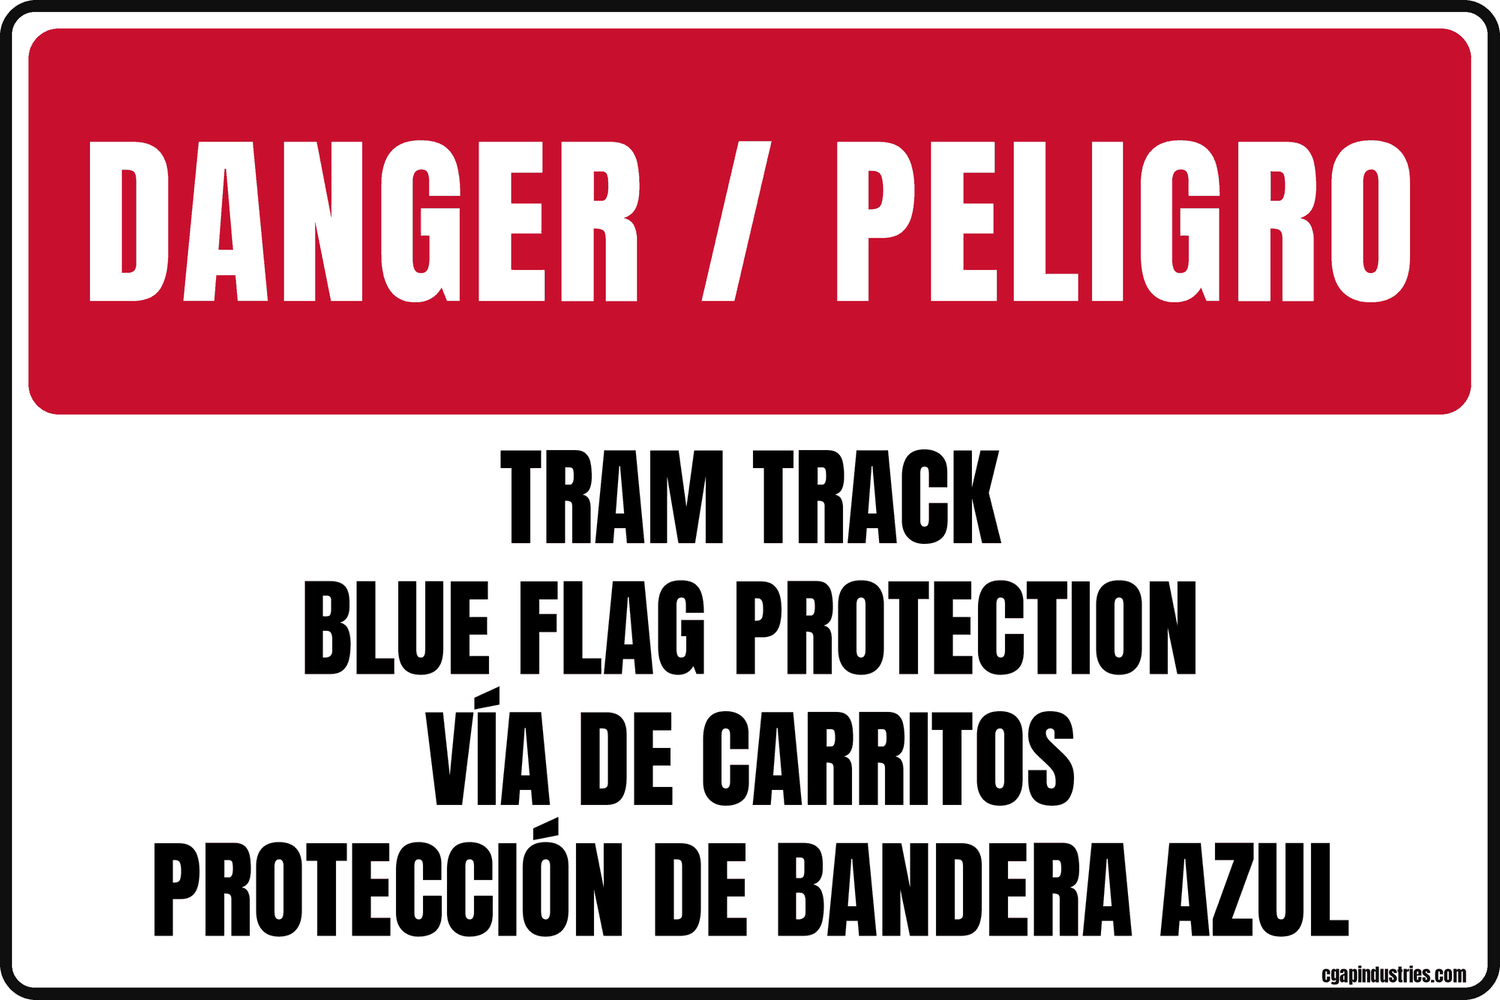 DANGER / PELIGRO
TRAM TRACK
BLUE FLAG PROTECTION
VÍA DE CARRITOS
PROTECCIÓN DE BANDERA AZUL
cgapindustries.com